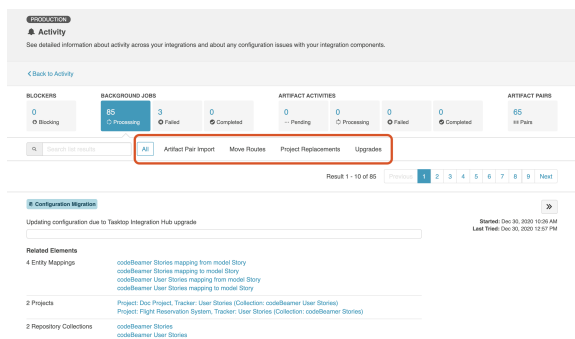 PRODUCTION
Activity
See detailed information about activity across your integrations and about any configuration issues with your integration components.
Back to Activity
BLOCKERS
BACKGROUND JOBS
ARTIFACT ACTIVITIES
ARTIFACT PAIRS
0
85
3
0
0
0
0
0
65
Blocking
Processing
Failed
Completed
Pending
Processing
Failed
Completed
Pairs
Search list results
All
Artifact Pair Import
Move Routes
Project Replacements
Upgrades
Result 1 - 10 of 85
Previous 1 2 3 4 5 6 7 8 9 Next
Configuration Migration
Updating configuration due to Tasktop Integration Hub upgrade
Started: Dec 30, 2020 10:26 AM
Last Tried: Dec 30, 2020 12:57 PM
Related Elements
4 Entity Mappings
codeBeamer Stories mapping from model Story
codeBeamer Stories mapping to model Story
codeBeamer User Stories mapping from model Story
codeBeamer User Stories mapping to model Story
2 Projects
Project: Doc Project, Tracker: User Stories (Collection: codeBeamer User Stories)
Project: Flight Reservation System, Tracker: User Stories (Collection: codeBeamer Stories)
2 Repository Collections
codeBeamer Stories
codeBeamer User Stories